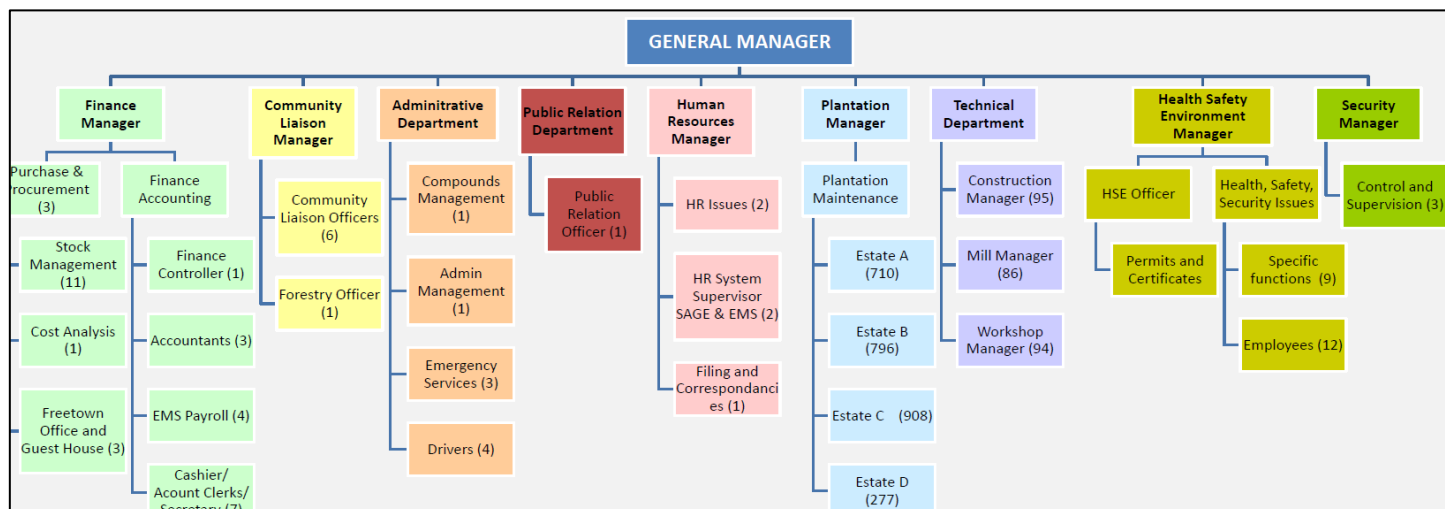 GENERAL MANAGER
Finance
Manager
Purchase &
Procurement
(3)
Stock
Management
(11)
Cost Analysis
(1)
Freetown
Office and
Guest House (3)
Finance
Accounting
Finance
Controller (1)
Accountants (3)
EMS Payroll (4)
Cashier/
Acount Clerks/
Secretary (7)
Community
Liaison
Manager
Community
Liaison Officers
(6)
Forestry Officer
(1)
Adminitrative
Department
Compounds
Management
(1)
Admin
Management
(1)
Emergency
Services (3)
Drivers (4)
Public Relation
Department
Public
Relation
Officer (1)
Human
Resources
Manager
HR Issues (2)
HR System
Supervisor
SAGE & EMS (2)
Filing and
Correspondanci
es (1)
Plantation
Manager
Plantation
Maintenance
Estate A
(710)
Estate B
(796)
Estate C (908)
Estate D
(277)
Technical
Department
Construction
Manager (95)
Mill Manager
(86)
Workshop
Manager (94)
Health Safety
Environment
Manager
HSE Officer
Permits and
Certificates
Health, Safety,
Security Issues
Specific
functions (9)
Employees (12)
Security
Manager
Control and
Supervision (3)